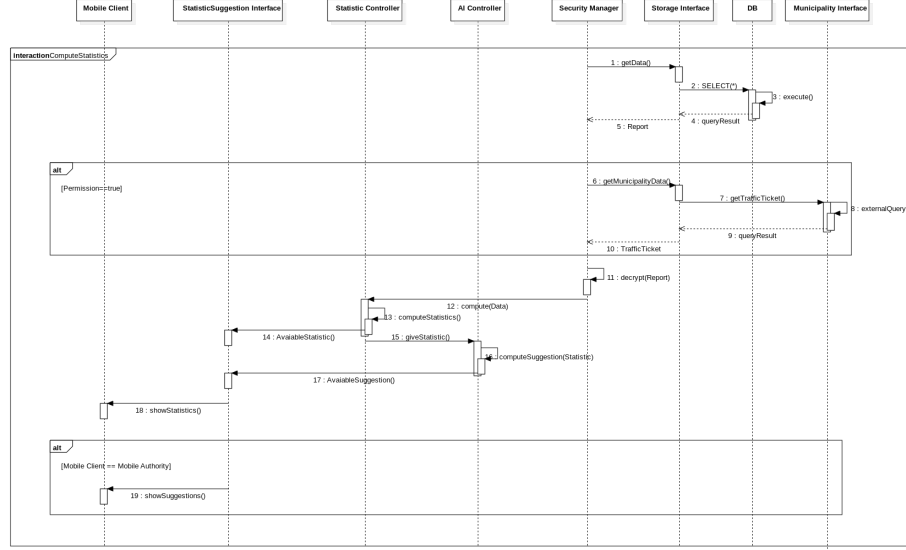 Mobile Client
StatisticSuggestion Interface
Statistic Controller
AI Controller
Security Manager
Storage Interface
DB
Municipality Interface
interactionComputeStatistics
1 : getData()
2 : SELECT(*)
3 : execute()
4 : queryResult
5 : Report
alt
[Permission==true]
6 : getMunicipalityData()
7 : getTrafficTicket()
8 : externalQuery
9 : queryResult
10 : TrafficTicket
11 : decrypt(Report)
12 : compute(Data)
13 : computeStatistics()
14 : AvaiableStatistic()
15 : giveStatistic()
16 : computeSuggestion(Statistic)
17 : AvaiableSuggestion()
18 : showStatistics()
alt
[Mobile Client == Mobile Authority]
19 : showSuggestions()